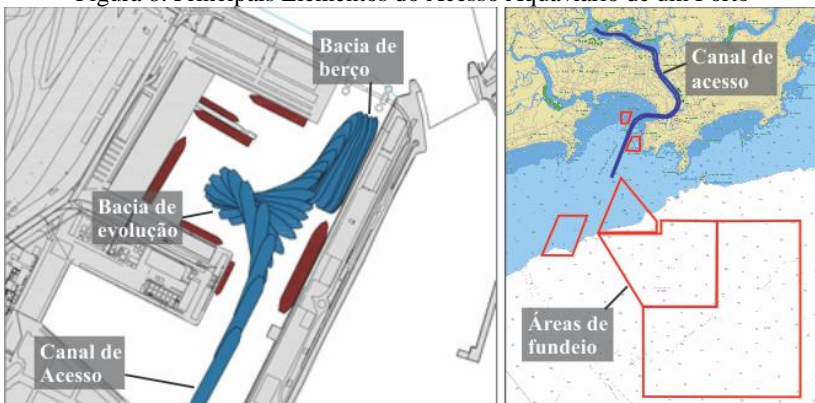 Figura 6: Principais Elementos do Acesso Aquaviário de um Porto
Bacia de
berço
Bacia de
evolução
Canal de
Acesso
Canal de
acesso
Áreas de
fundeio